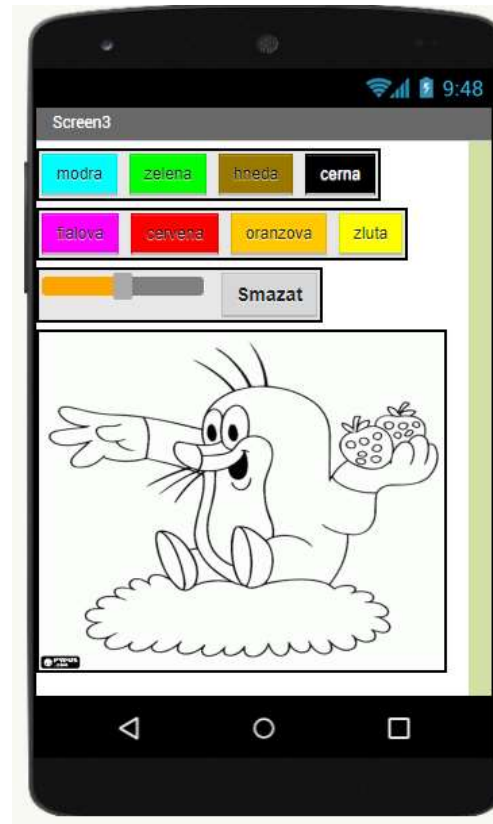 9:48
Screen3
modra zelena hneda cerna
fialova cervena oranzova zluta
Smazat